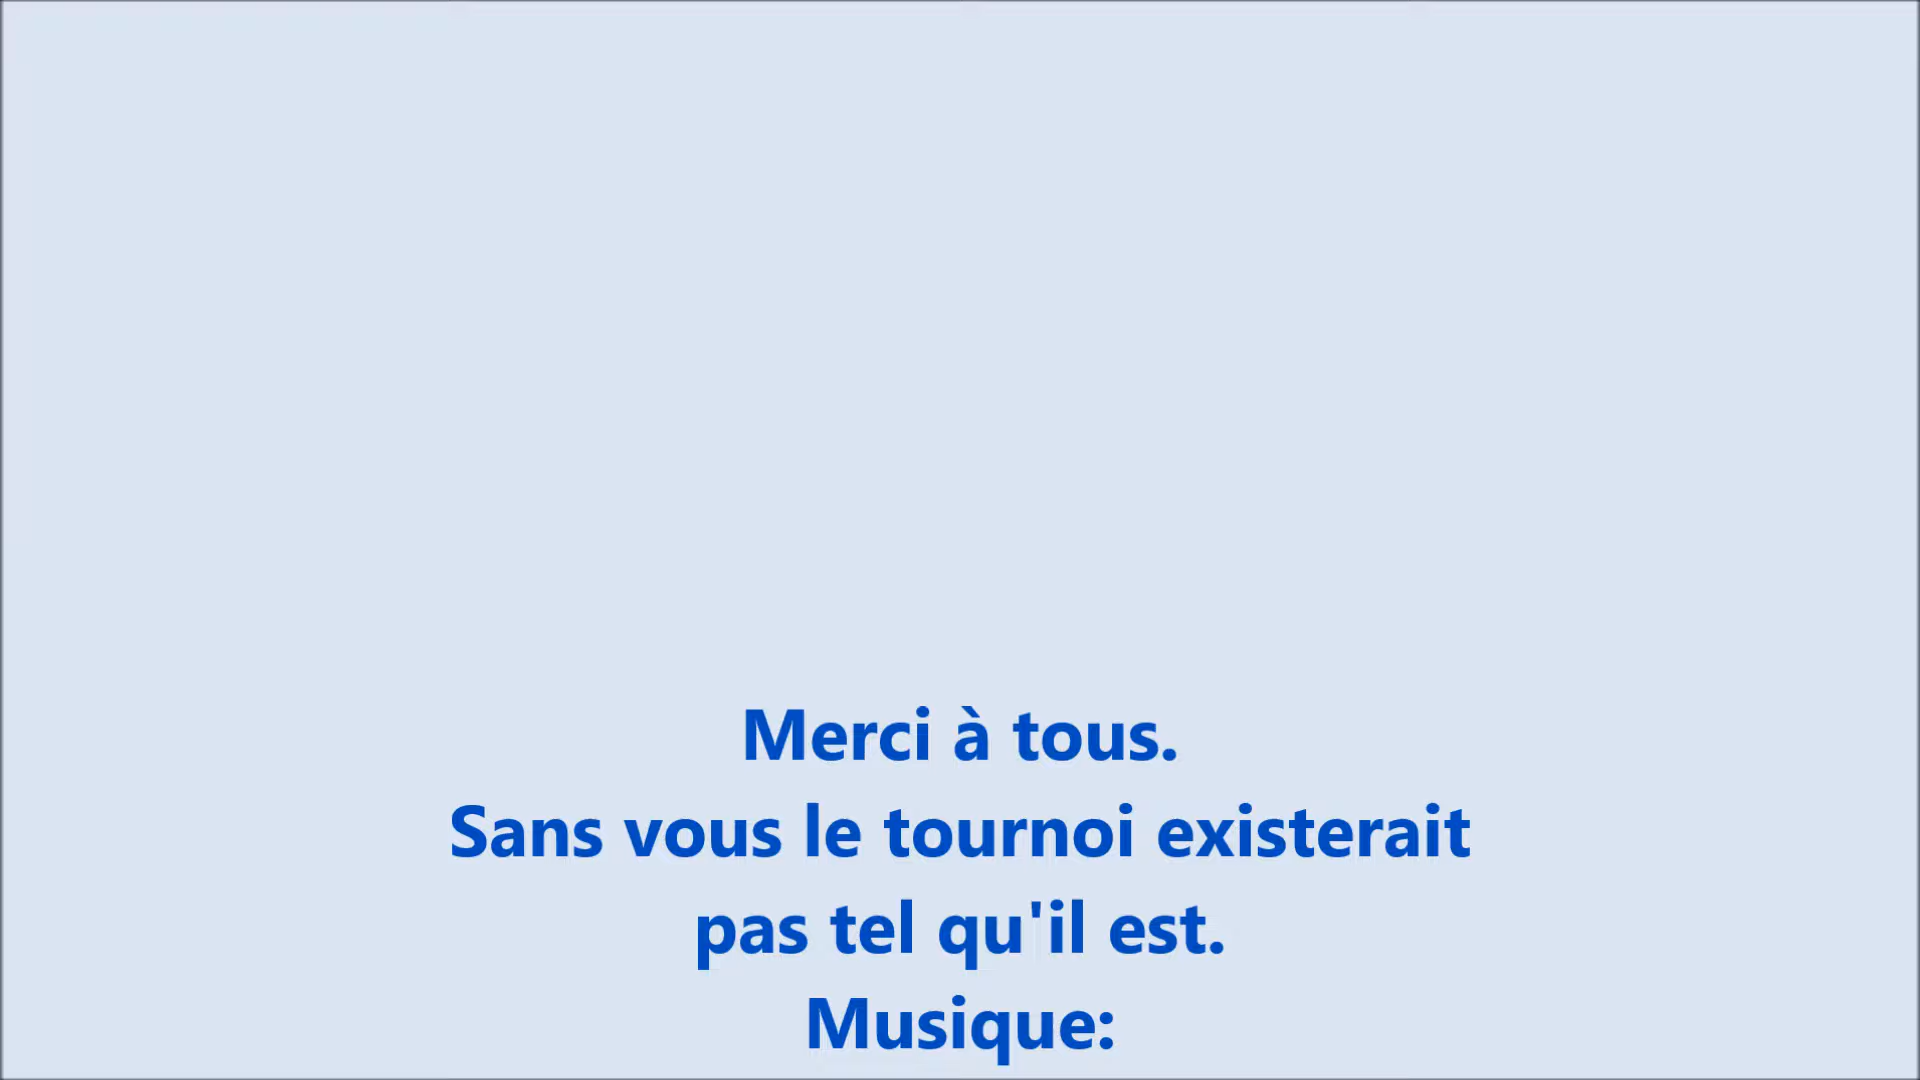 Merci à tous.
Sans vous le tournoi existerait
pas tel qu'il est.
Musique: